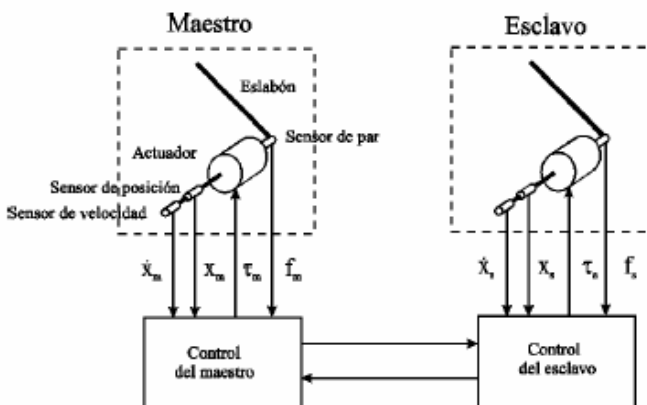 Maestro
Esclavo
Eslabón
Sensor de par
Actuador
Sensor de posición
Sensor de velocidad
ẋₘ xₘ τₘ fₘ
ẋₛ xₛ τₛ fₛ
Control
del maestro
Control
del esclavo